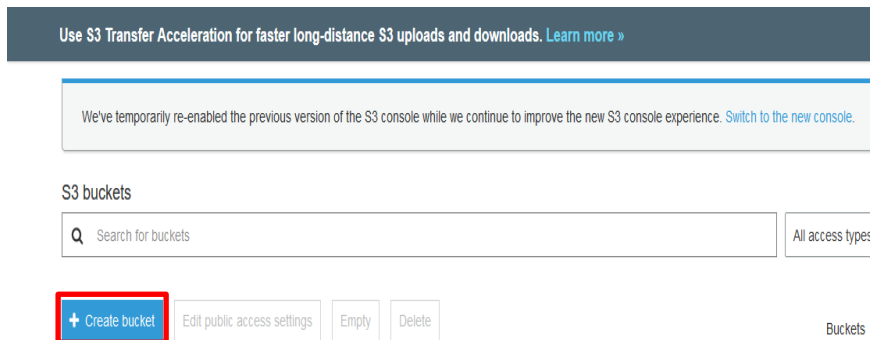 Use S3 Transfer Acceleration for faster long-distance S3 uploads and downloads. Learn more »
We've temporarily re-enabled the previous version of the S3 console while we continue to improve the new S3 console experience. Switch to the new console.
S3 buckets
Search for buckets
All access types
+ Create bucket Edit public access settings Empty Delete
Buckets